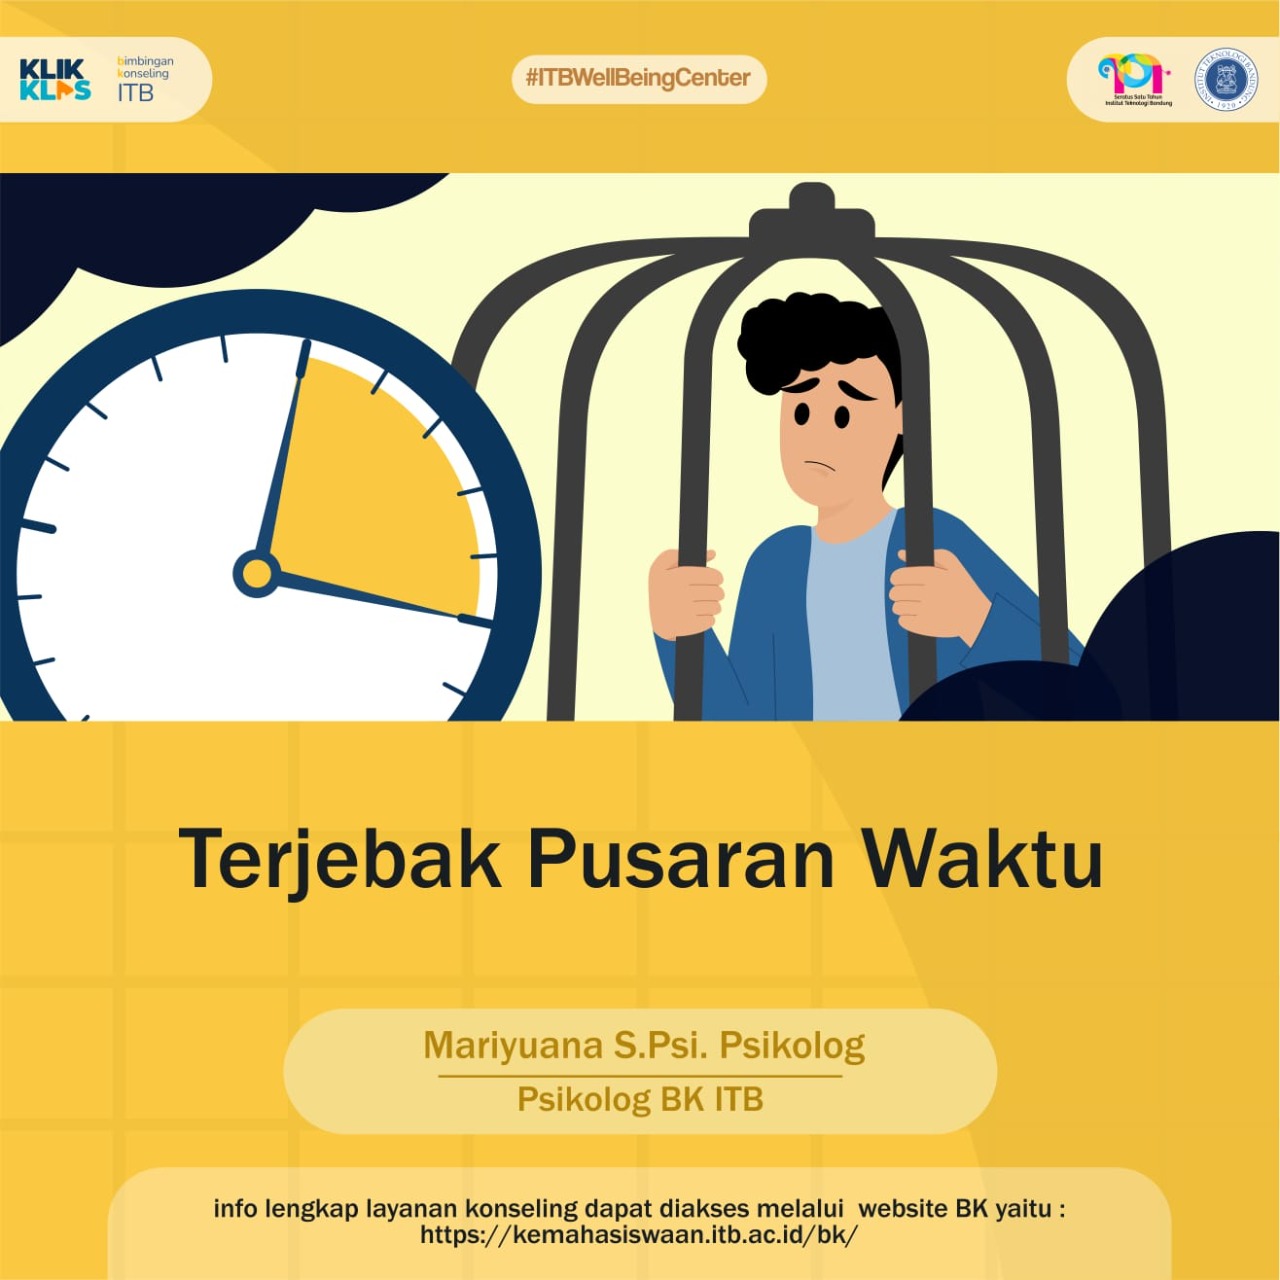 KLIK
KLAS
bimbingan
konseling
ITB
#ITBWellBeingCenter
101
Seratus Satu Tahun
Institut Teknologi Bandung
INSTITUT TEKNOLOGI BANDUNG
1920
Terjebak Pusaran Waktu
Mariyuana S.Psi. Psikolog
Psikolog BK ITB
info lengkap layanan konseling dapat diakses melalui  website BK yaitu :
https://kemahasiswaan.itb.ac.id/bk/